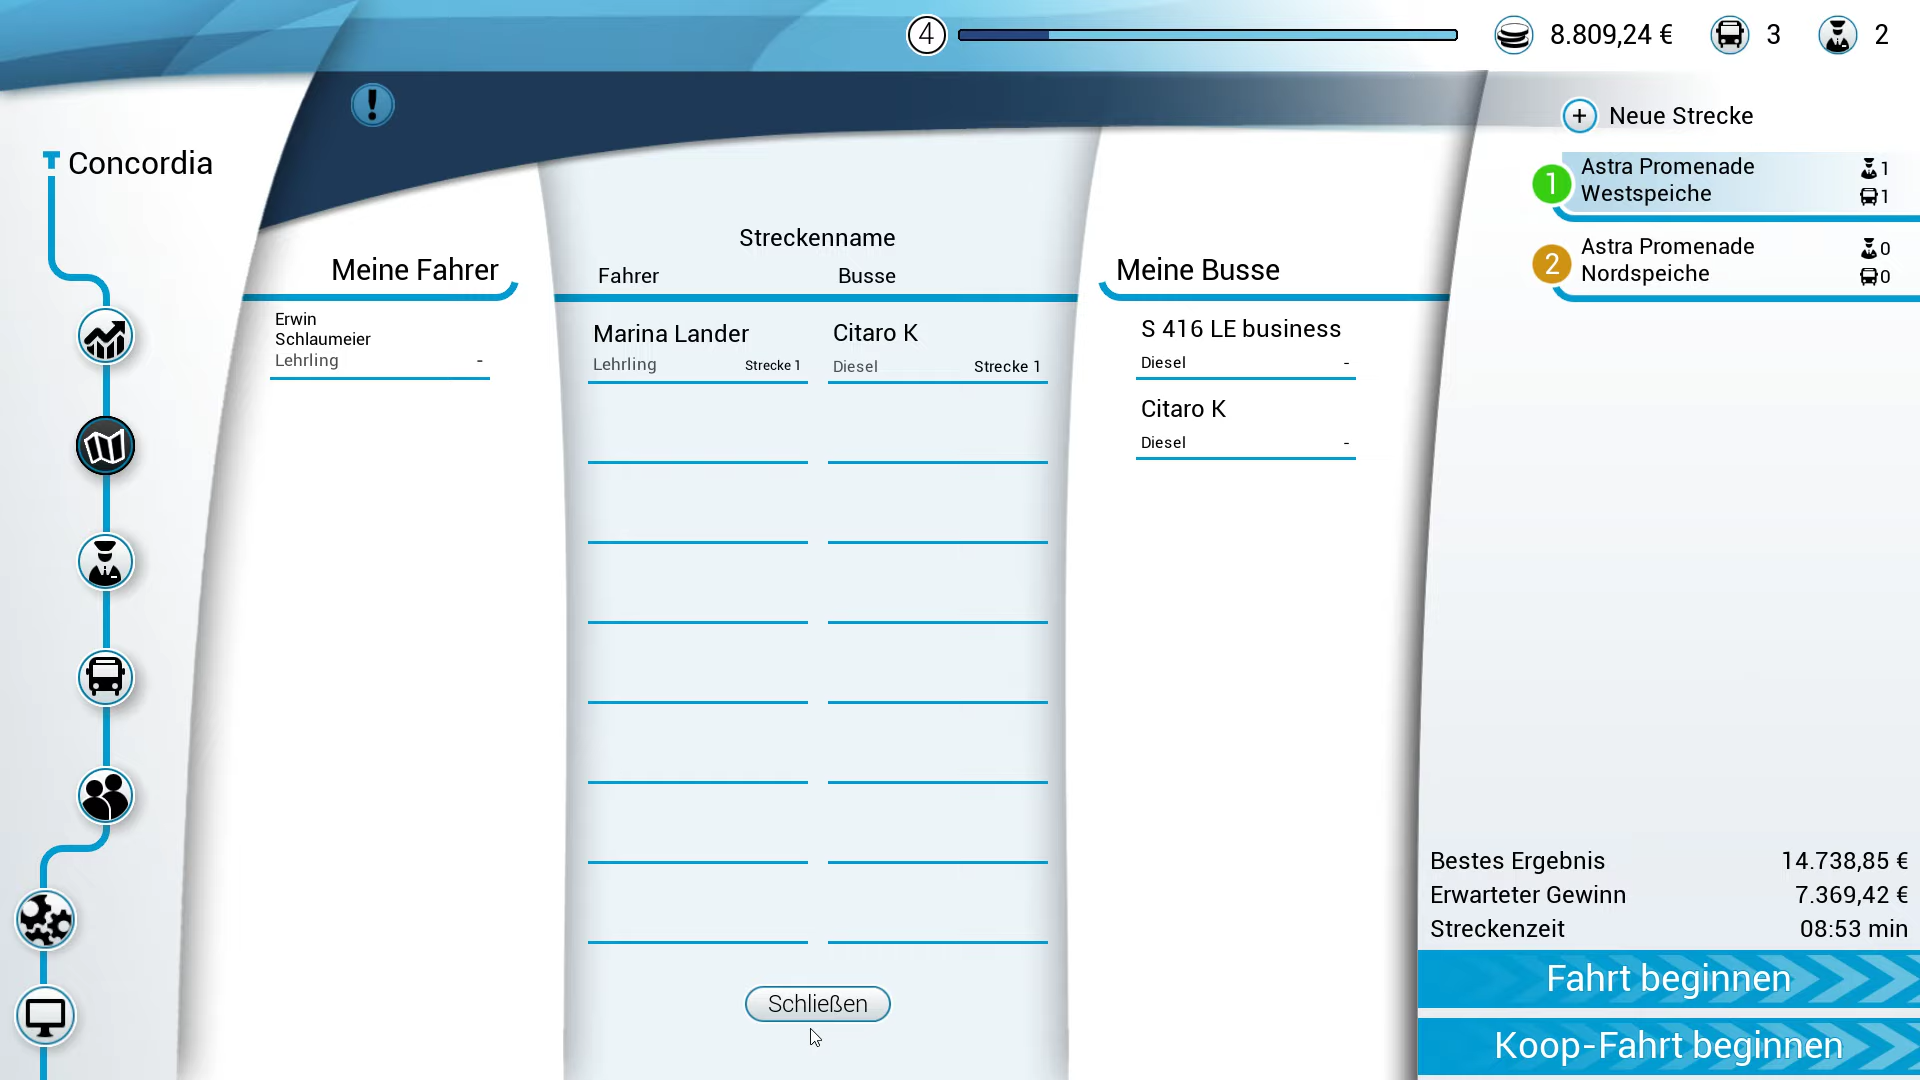 4
8.809,24 €
3
2
Concordia
Neue Strecke
1
Astra Promenade
Westspeiche
1
1
2
Astra Promenade
Nordspeiche
0
0
Meine Fahrer
Erwin
Schlaumeier
Lehrling -
Streckenname
Fahrer Busse
Marina Lander
Lehrling Strecke 1
Citaro K
Diesel Strecke 1
Meine Busse
S 416 LE business
Diesel -
Citaro K
Diesel -
Schließen
Bestes Ergebnis 14.738,85 €
Erwarteter Gewinn 7.369,42 €
Streckenzeit 08:53 min
Fahrt beginnen
Koop-Fahrt beginnen